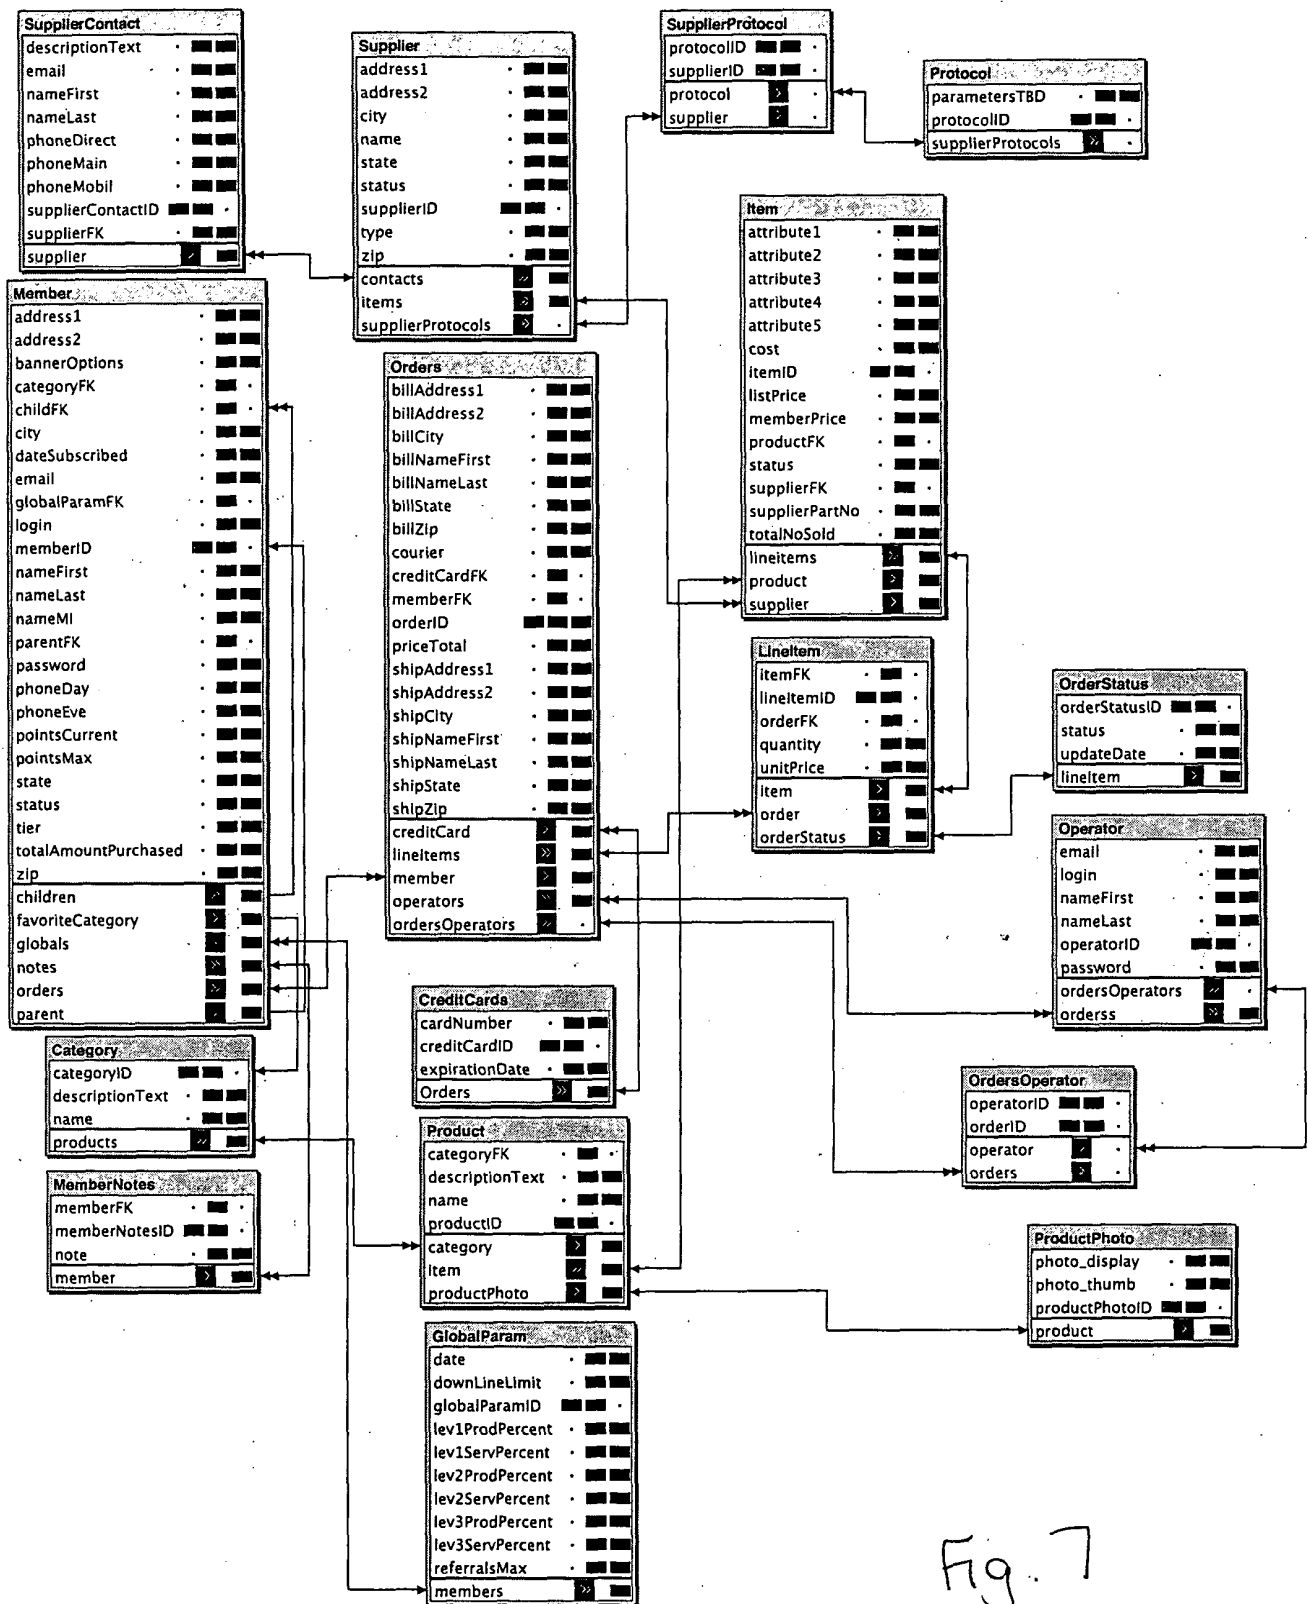 SupplierContact
descriptionText
email
nameFirst
nameLast
phoneDirect
phoneMain
phoneMobil
supplierContactID
supplierFK
supplier
Supplier
address1
address2
city
name
state
status
supplierID
type
zip
contacts
items
supplierProtocols
SupplierProtocol
protocolID
supplierID
protocol
supplier
Protocol
parametersTBD
protocolID
supplierProtocols
Member
address1
address2
bannerOptions
categoryFK
childFK
city
dateSubscribed
email
globalParamFK
login
memberID
nameFirst
nameLast
nameMI
parentFK
password
phoneDay
phoneEve
pointsCurrent
pointsMax
state
status
tier
totalAmountPurchased
zip
children
favoriteCategory
globals
notes
orders
parent
Orders
billAddress1
billAddress2
billCity
billNameFirst
billNameLast
billState
billZip
courier
creditCardFK
memberFK
orderID
priceTotal
shipAddress1
shipAddress2
shipCity
shipNameFirst
shipNameLast
shipState
shipZip
creditCard
lineItems
member
operators
ordersOperators
Item
attribute1
attribute2
attribute3
attribute4
attribute5
cost
itemID
listPrice
memberPrice
productFK
status
supplierFK
supplierPartNo
totalNoSold
lineItems
product
supplier
LineItem
itemFK
lineItemID
orderFK
quantity
unitPrice
item
order
orderStatus
OrderStatus
orderStatusID
status
updateDate
lineItem
Operator
email
login
nameFirst
nameLast
operatorID
password
ordersOperators
orderss
Category
categoryID
descriptionText
name
products
CreditCards
cardNumber
creditCardID
expirationDate
Orders
OrdersOperator
operatorID
orderID
operator
orders
MemberNotes
memberFK
memberNotesID
note
member
Product
categoryFK
descriptionText
name
productID
category
item
productPhoto
ProductPhoto
photo_display
photo_thumb
productPhotoID
product
GlobalParam
date
downLineLimit
globalParamID
lev1ProdPercent
lev1ServPercent
lev2ProdPercent
lev2ServPercent
lev3ProdPercent
lev3ServPercent
referralsMax
members
Fig. 7